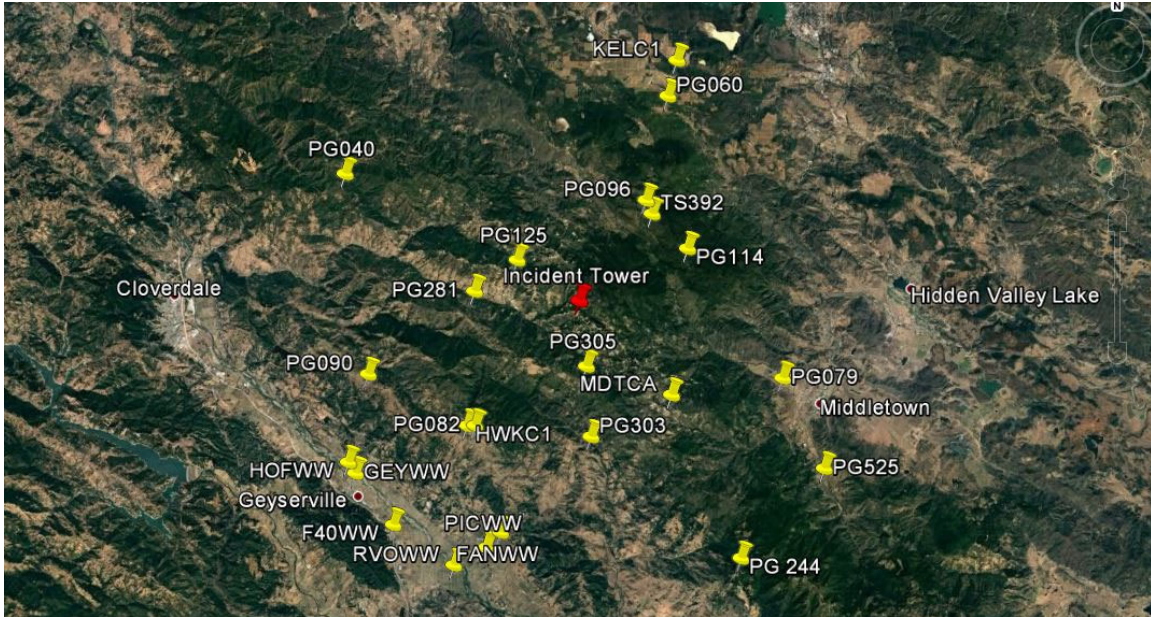 N
KELC1
PG060
PG040
PG096
TS392
PG125
PG114
Incident Tower
Cloverdale
PG281
Hidden Valley Lake
PG305
PG090
PG079
MDTCA
Middletown
PG082
HWKC1
PG303
HOFWW
GEYWW
PG525
Geyserville
F40WW
PICWW
RVOWW
FANWW
PG 244